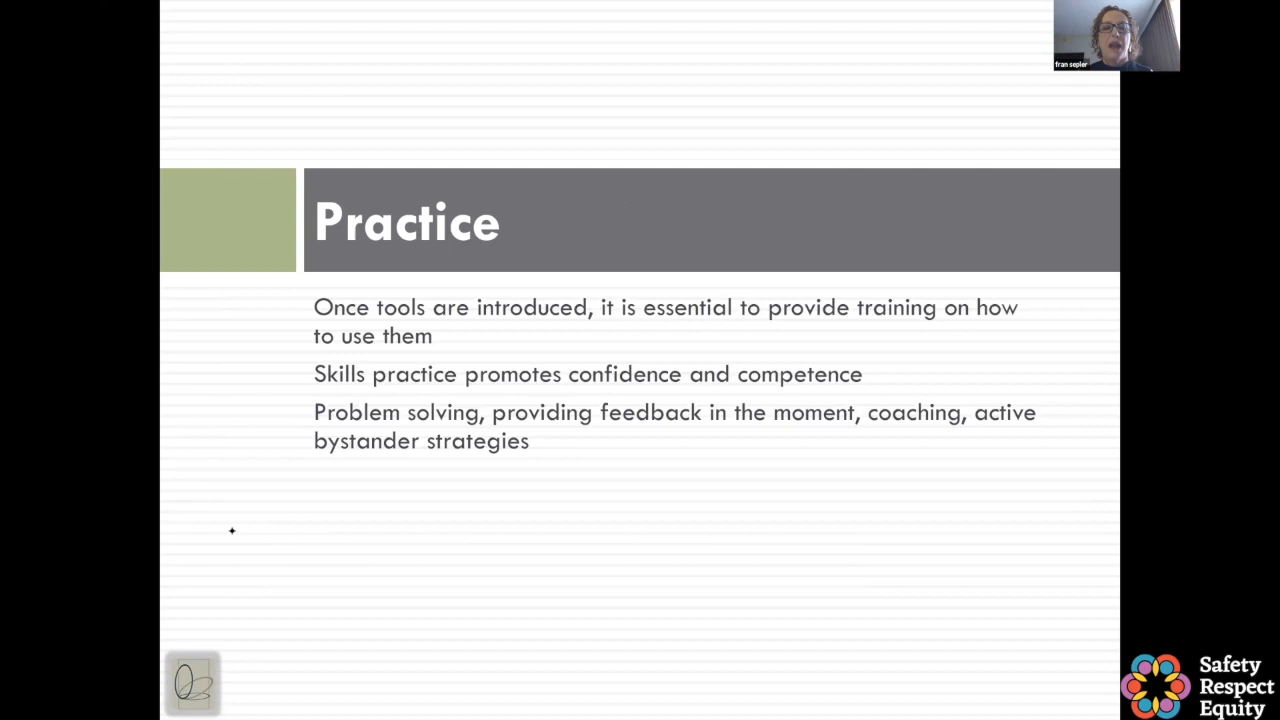 fran sepler
Practice
Once tools are introduced, it is essential to provide training on how
to use them
Skills practice promotes confidence and competence
Problem solving, providing feedback in the moment, coaching, active
bystander strategies
Safety
Respect
Equity